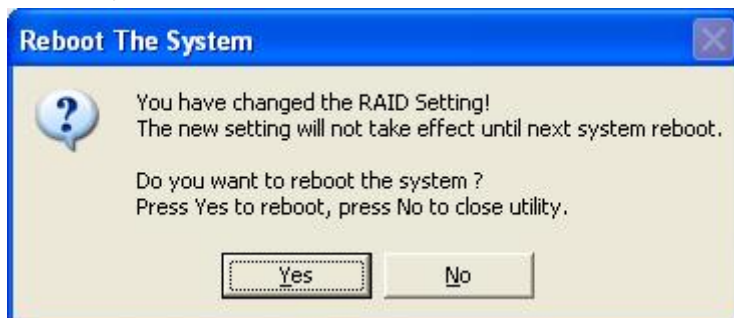 Reboot The System
You have changed the RAID Setting!
The new setting will not take effect until next system reboot.
Do you want to reboot the system ?
Press Yes to reboot, press No to close utility.
Yes No